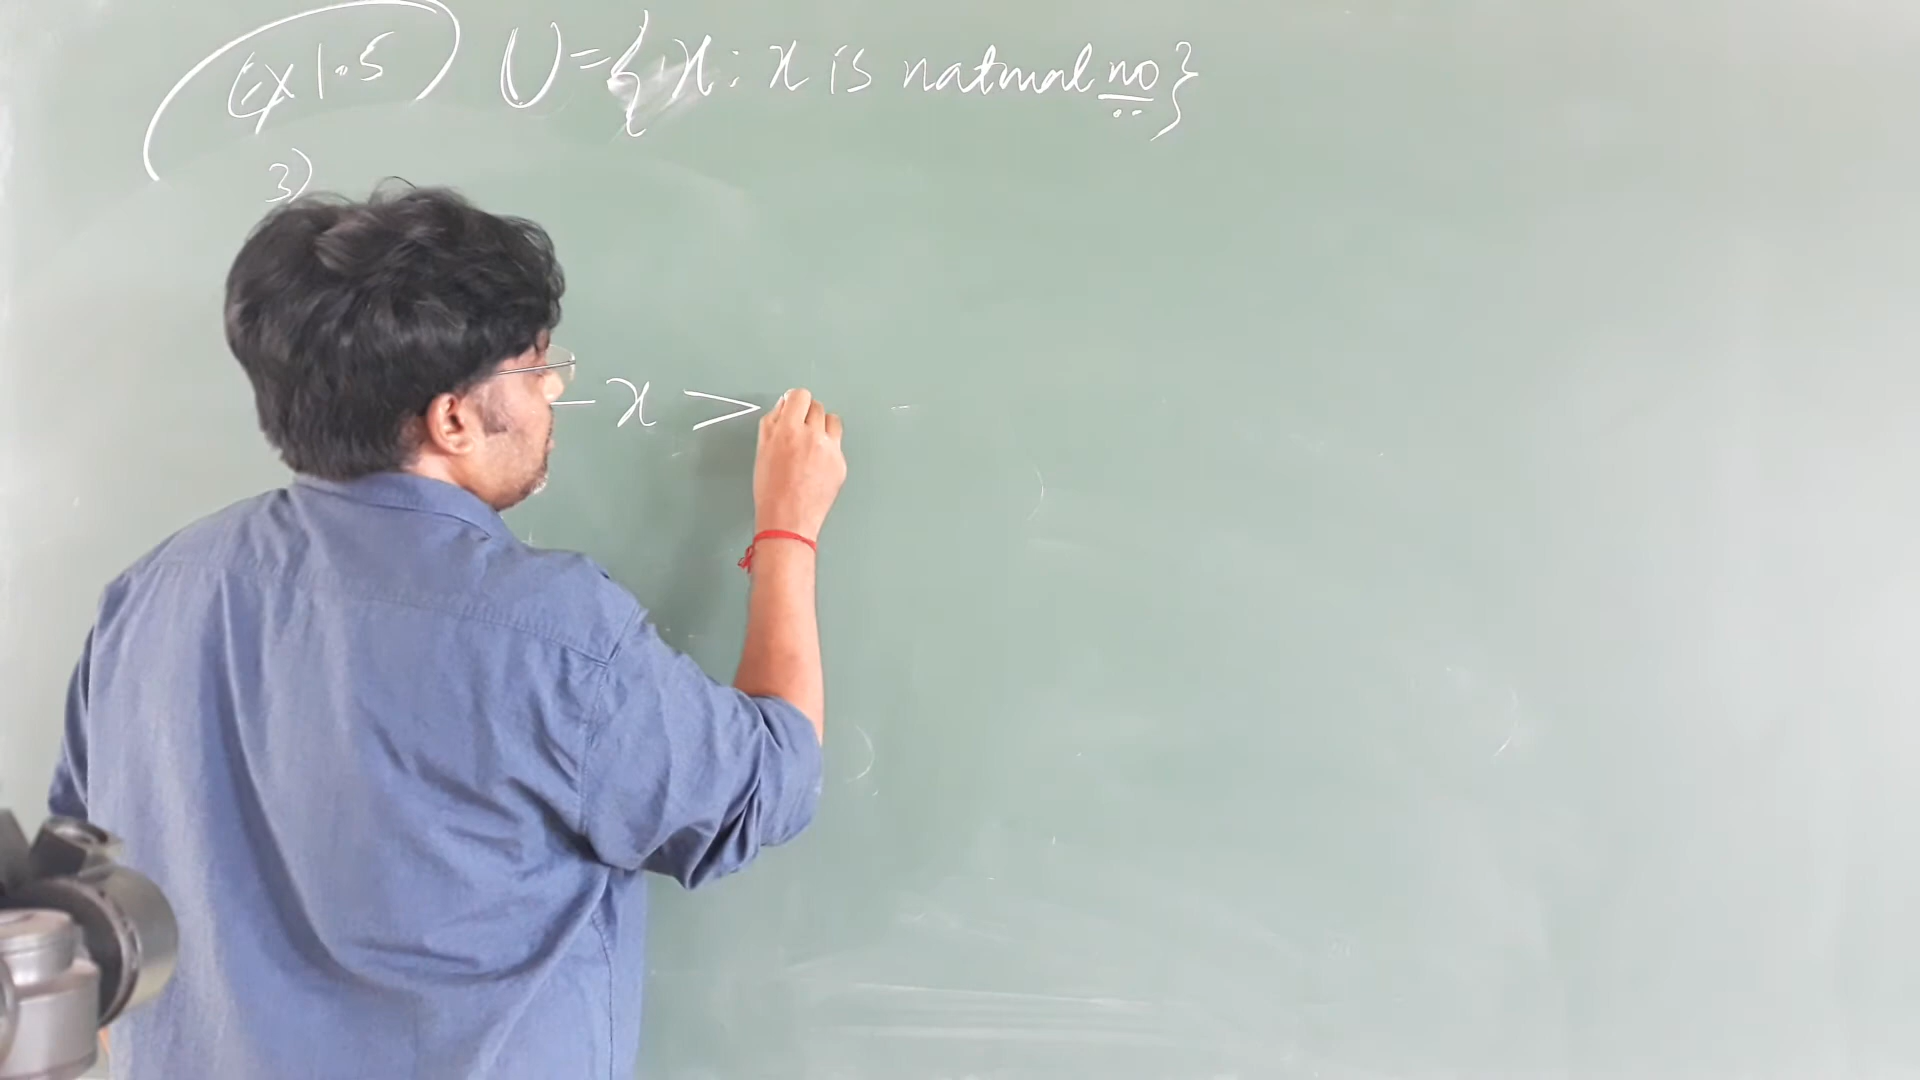 Ex 1.5 U={x: x is natural no}
3)
- x >